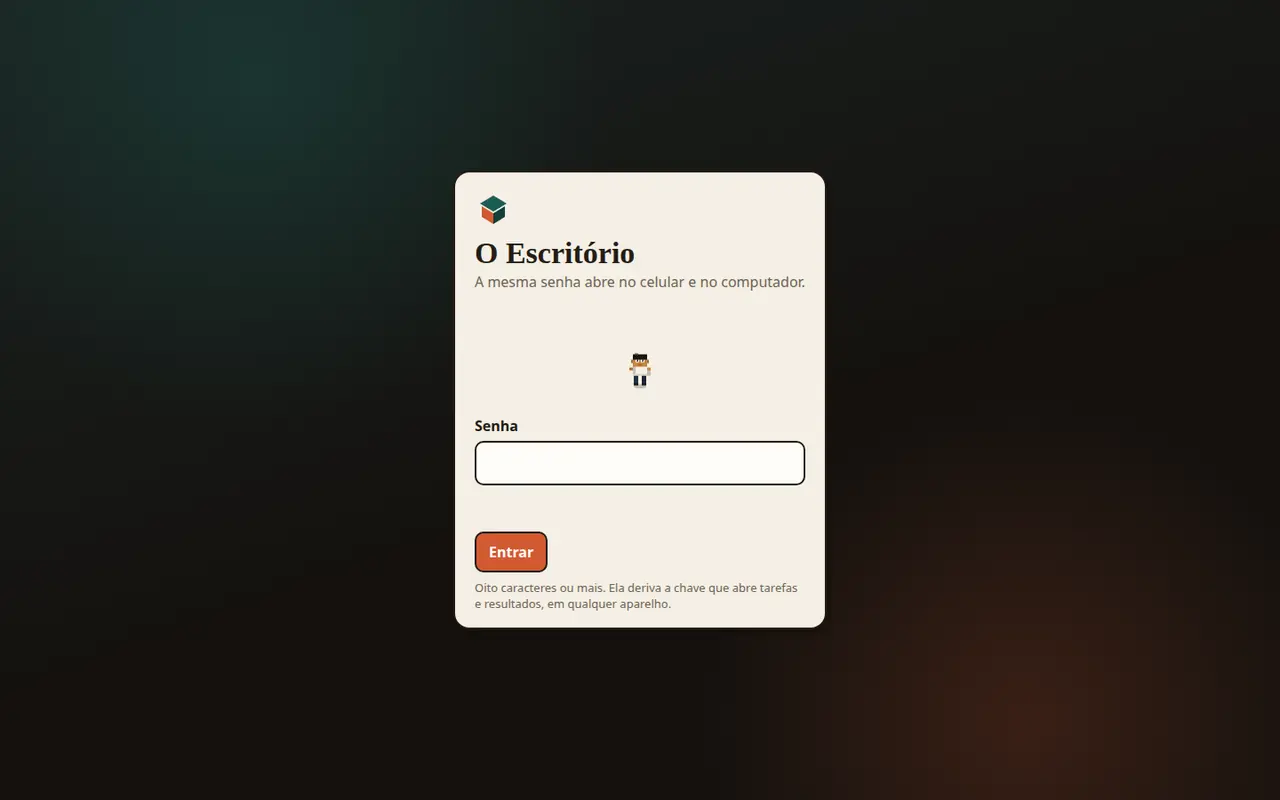 O Escritório
A mesma senha abre no celular e no computador.
Senha
Entrar
Oito caracteres ou mais. Ela deriva a chave que abre tarefas
e resultados, em qualquer aparelho.